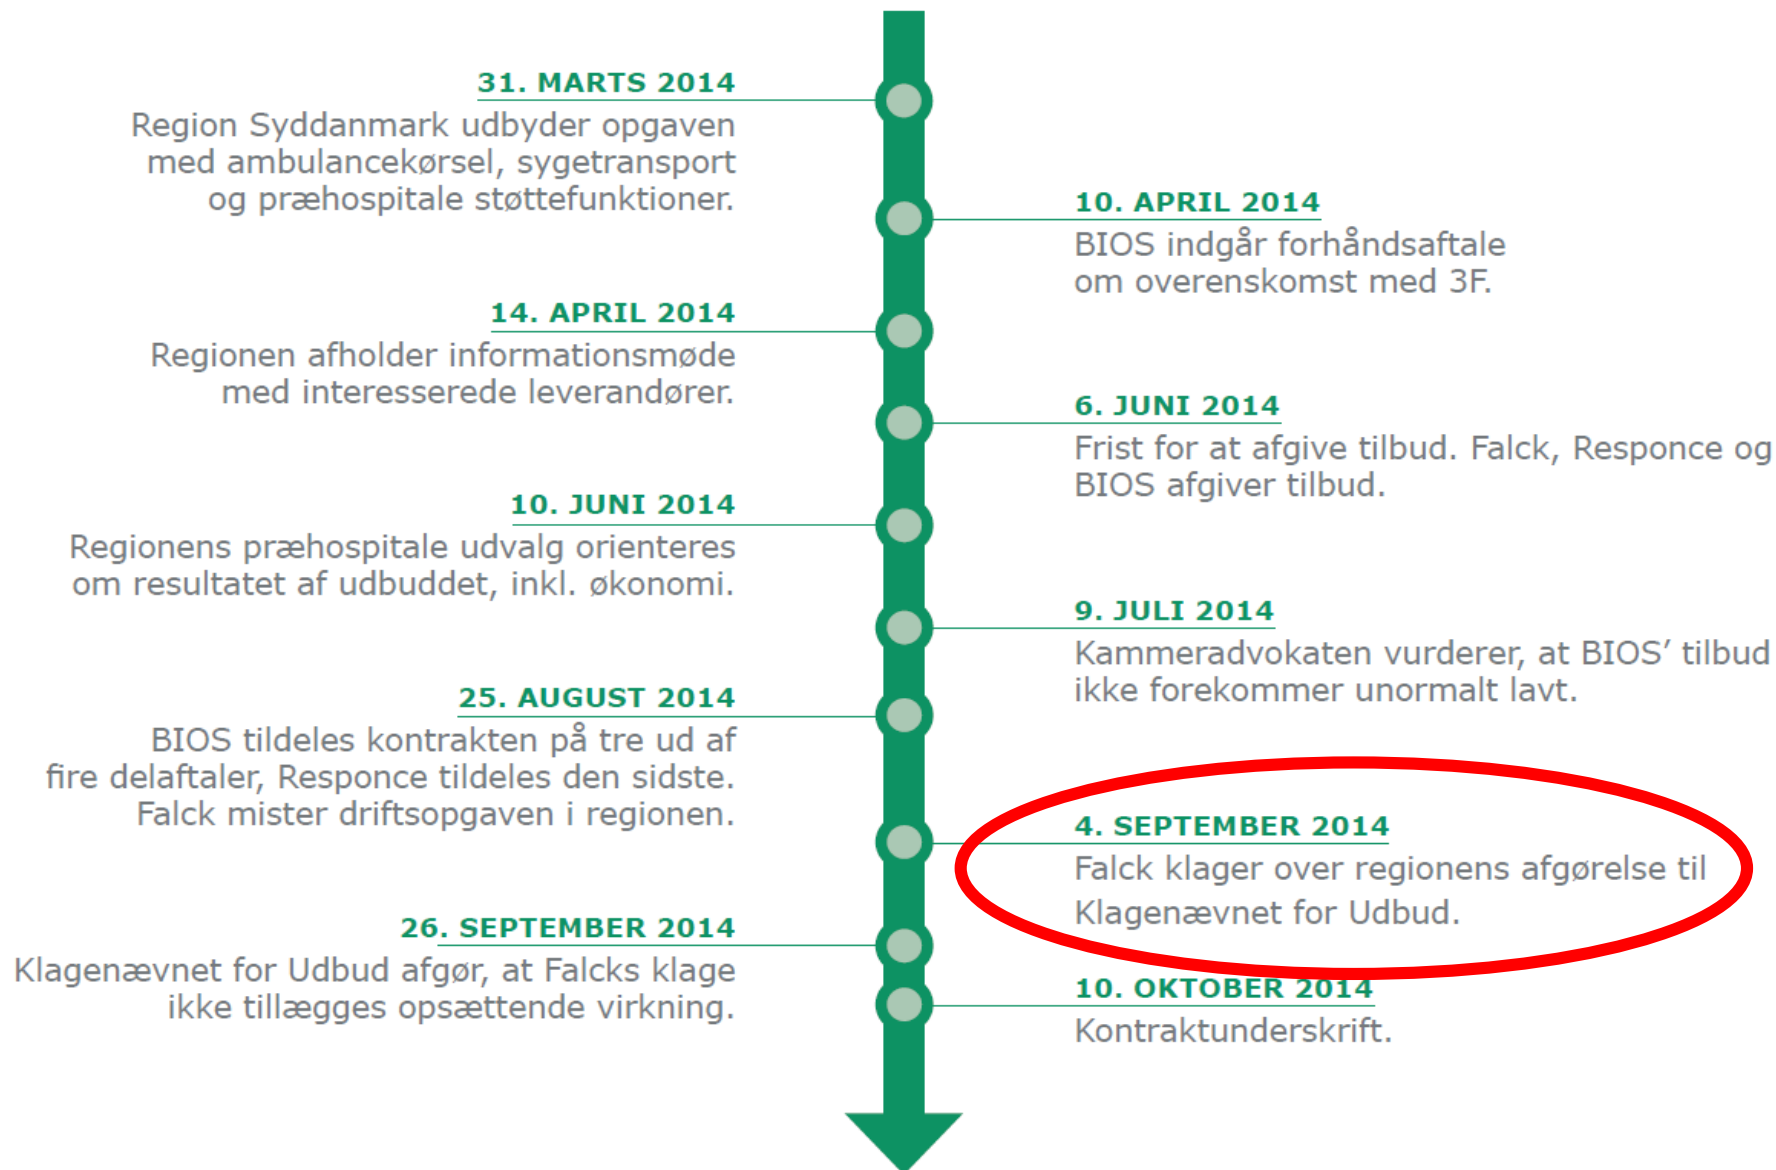 31. MARTS 2014
Region Syddanmark udbyder opgaven
med ambulancekørsel, sygetransport
og præhospitale støttefunktioner.
10. APRIL 2014
BIOS indgår forhåndsaftale
om overenskomst med 3F.
14. APRIL 2014
Regionen afholder informationsmøde
med interesserede leverandører.
6. JUNI 2014
Frist for at afgive tilbud. Falck, Responce og
BIOS afgiver tilbud.
10. JUNI 2014
Regionens præhospitale udvalg orienteres
om resultatet af udbuddet, inkl. økonomi.
9. JULI 2014
Kammeradvokaten vurderer, at BIOS’ tilbud
ikke forekommer unormalt lavt.
25. AUGUST 2014
BIOS tildeles kontrakten på tre ud af
fire delaftaler, Responce tildeles den sidste.
Falck mister driftsopgaven i regionen.
4. SEPTEMBER 2014
Falck klager over regionens afgørelse til
Klagenævnet for Udbud.
26. SEPTEMBER 2014
Klagenævnet for Udbud afgør, at Falcks klage
ikke tillægges opsættende virkning.
10. OKTOBER 2014
Kontraktunderskrift.